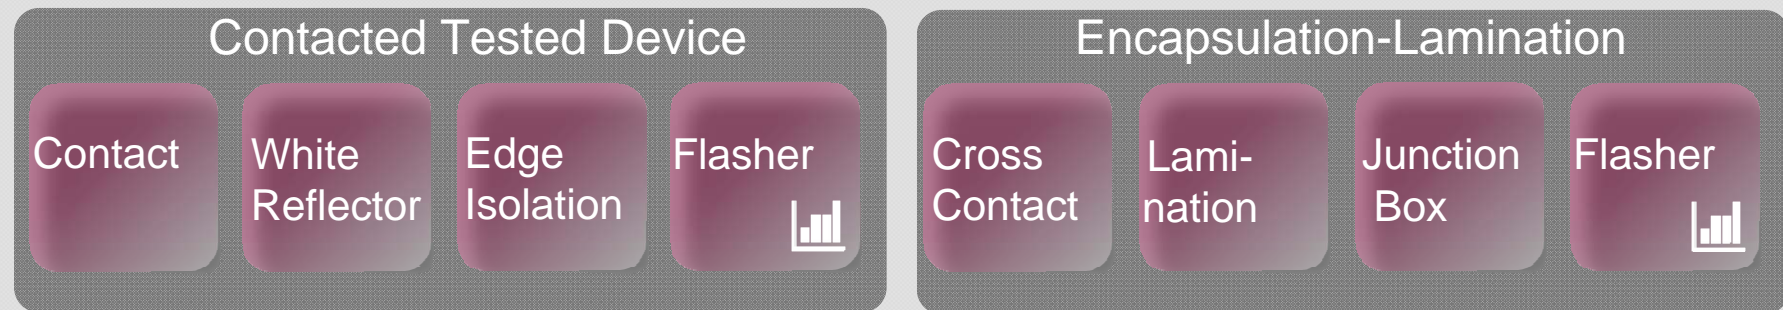 Contacted Tested Device
Contact
White
Reflector
Edge
Isolation
Flasher
Encapsulation-Lamination
Cross
Contact
Lami-
nation
Junction
Box
Flasher